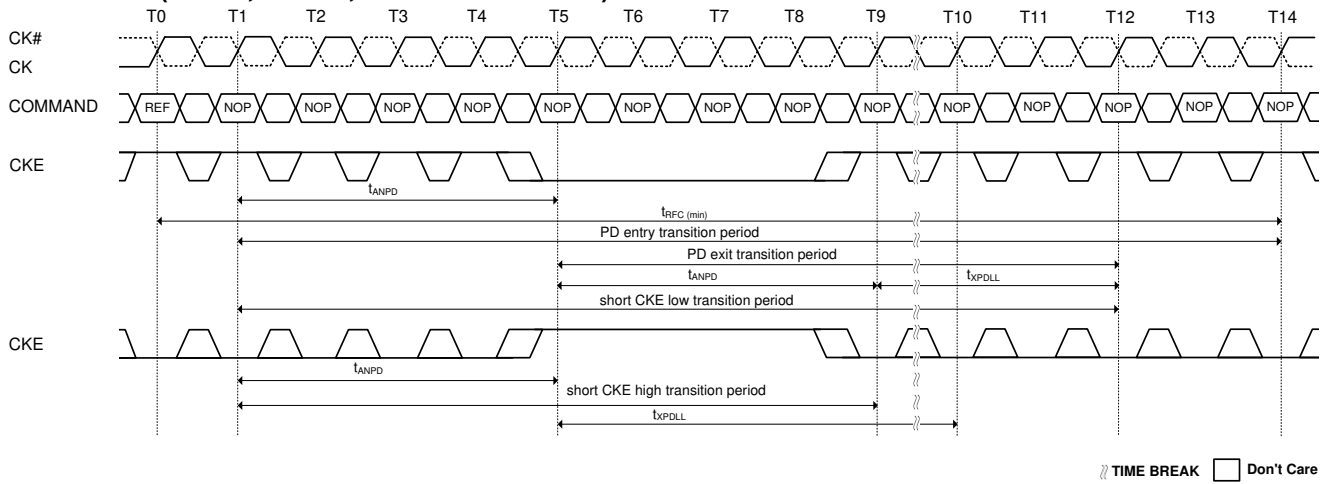 T0 T1 T2 T3 T4 T5 T6 T7 T8 T9 T10 T11 T12 T13 T14
CK#
CK
COMMAND REF NOP NOP NOP NOP NOP NOP NOP NOP NOP NOP NOP NOP NOP NOP
CKE
tANPD
tRFC (min)
PD entry transition period
PD exit transition period
tANPD tXPDLL
short CKE low transition period
CKE
tANPD
short CKE high transition period
tXPDLL
TIME BREAK Don't Care